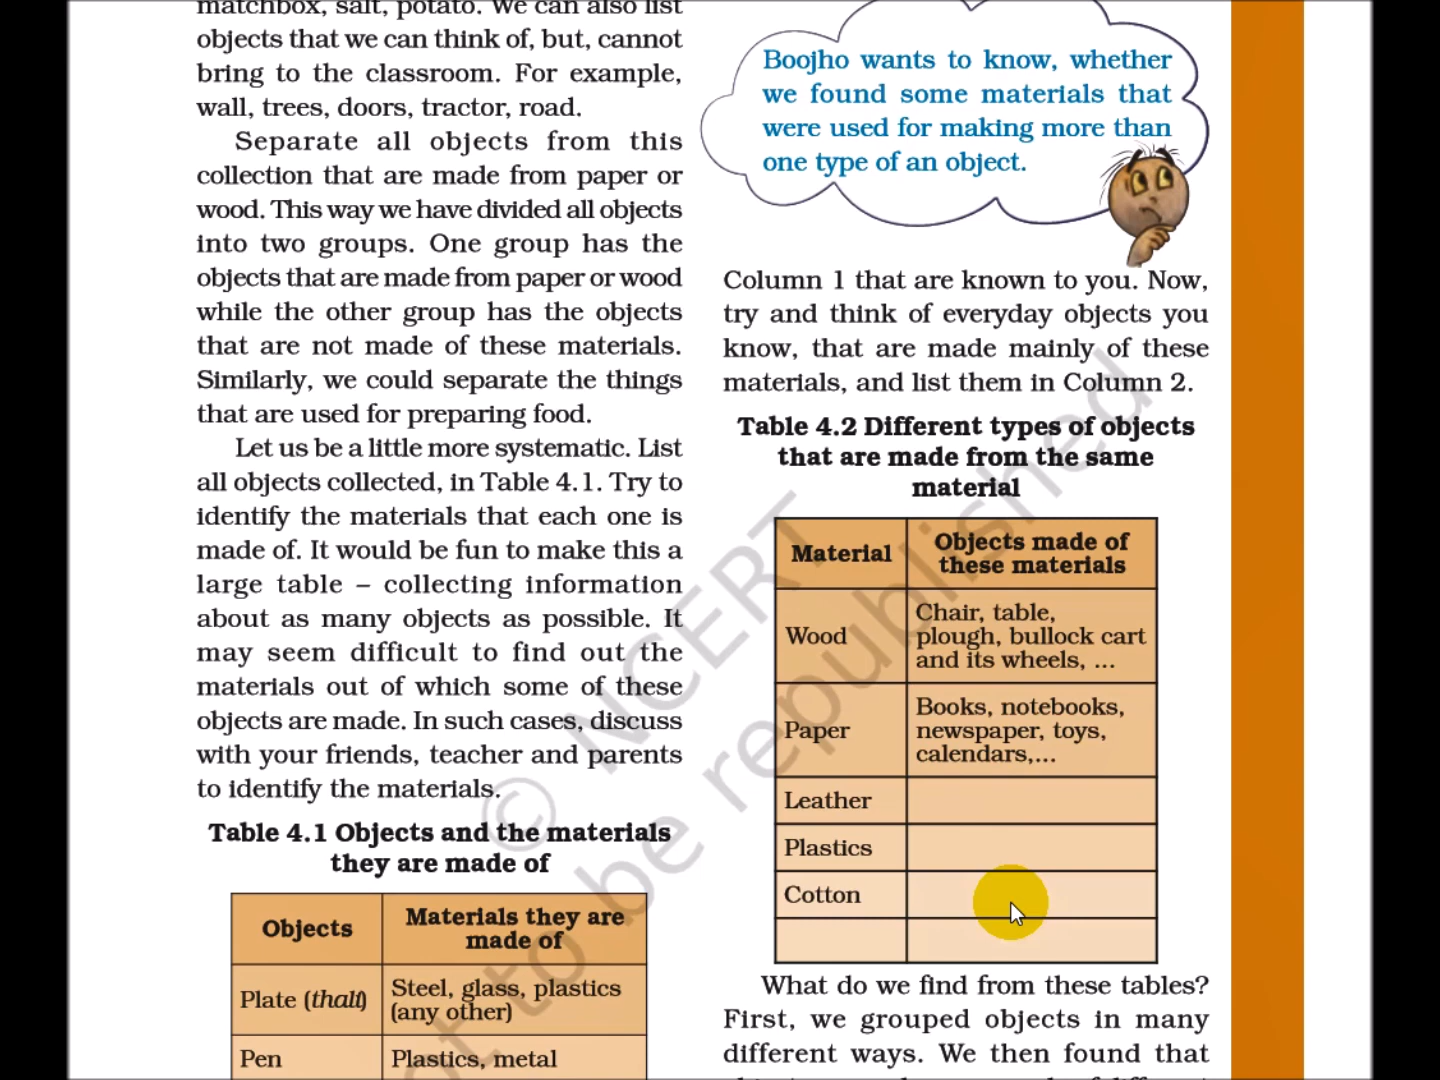 matchbox, salt, potato. We can also list
objects that we can think of, but, cannot
bring to the classroom. For example,
wall, trees, doors, tractor, road.
Separate all objects from this
collection that are made from paper or
wood. This way we have divided all objects
into two groups. One group has the
objects that are made from paper or wood
while the other group has the objects
that are not made of these materials.
Similarly, we could separate the things
that are used for preparing food.
Let us be a little more systematic. List
all objects collected, in Table 4.1. Try to
identify the materials that each one is
made of. It would be fun to make this a
large table – collecting information
about as many objects as possible. It
may seem difficult to find out the
materials out of which some of these
objects are made. In such cases, discuss
with your friends, teacher and parents
to identify the materials.
Table 4.1 Objects and the materials
they are made of
Objects
Materials they are
made of
Plate (thali)
Steel, glass, plastics
(any other)
Pen
Plastics, metal
Boojho wants to know, whether
we found some materials that
were used for making more than
one type of an object.
Column 1 that are known to you. Now,
try and think of everyday objects you
know, that are made mainly of these
materials, and list them in Column 2.
Table 4.2 Different types of objects
that are made from the same
material
Material
Objects made of
these materials
Wood
Chair, table,
plough, bullock cart
and its wheels, ...
Paper
Books, notebooks,
newspaper, toys,
calendars,...
Leather
Plastics
Cotton
What do we find from these tables?
First, we grouped objects in many
different ways. We then found that
© NCERT
not to be republished